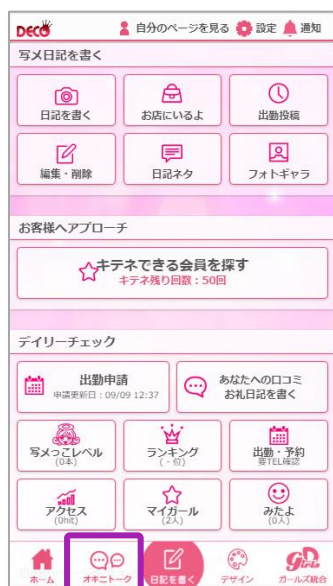 DECO 自分のページを見る 設定 通知
写メ日記を書く
日記を書く お店にいるよ 出勤投稿
編集・削除 日記ネタ フォトギャラ
お客様へアプローチ
キテネできる会員を探す
キテネ残り回数：50回
デイリーチェック
出勤申請
申請更新日：09/09 12:37
あなたへの口コミ
お礼日記を書く
写メっこレベル
(0本)
ランキング
( - 位)
出勤・予約
要TEL確認
アクセス
(0hit)
マイガール
(2人)
みたよ
(0人)
ホーム オキニトーク 日記を書く デザイン ガールズ総合
Girls